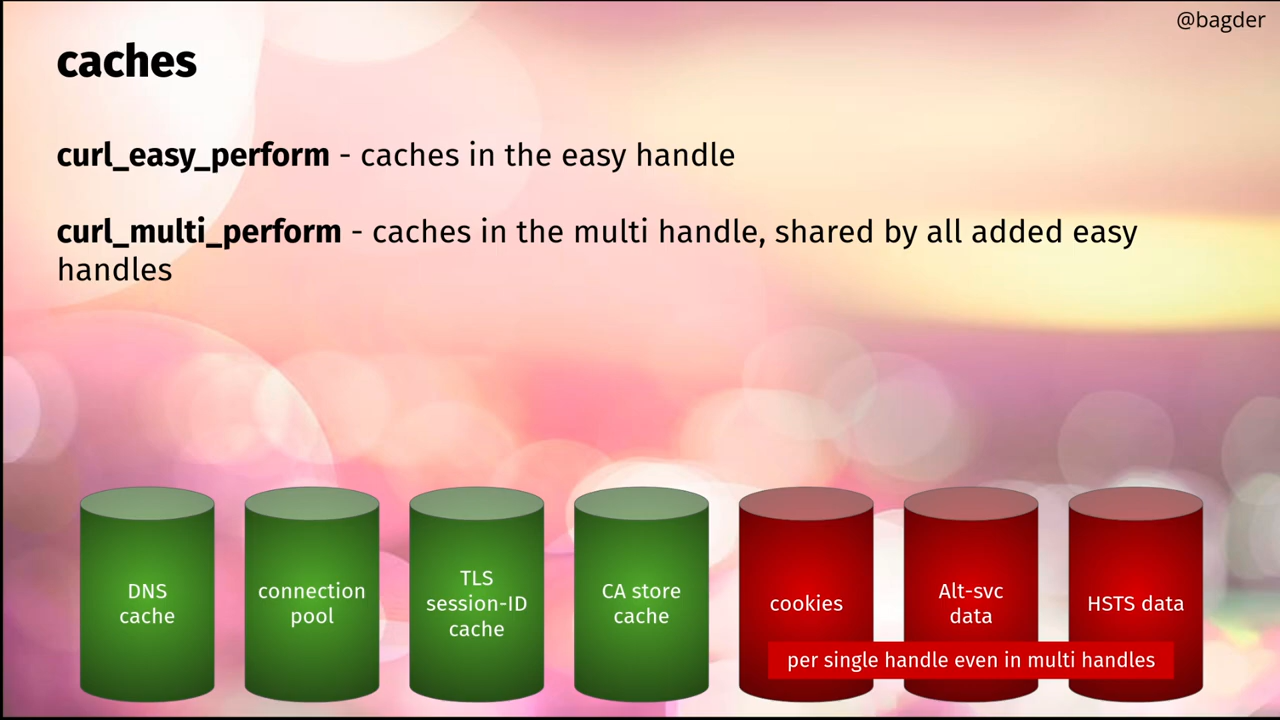 @bagder
caches
curl_easy_perform - caches in the easy handle
curl_multi_perform - caches in the multi handle, shared by all added easy
handles
DNS
cache
connection
pool
TLS
session-ID
cache
CA store
cache
cookies
Alt-svc
data
HSTS data
per single handle even in multi handles